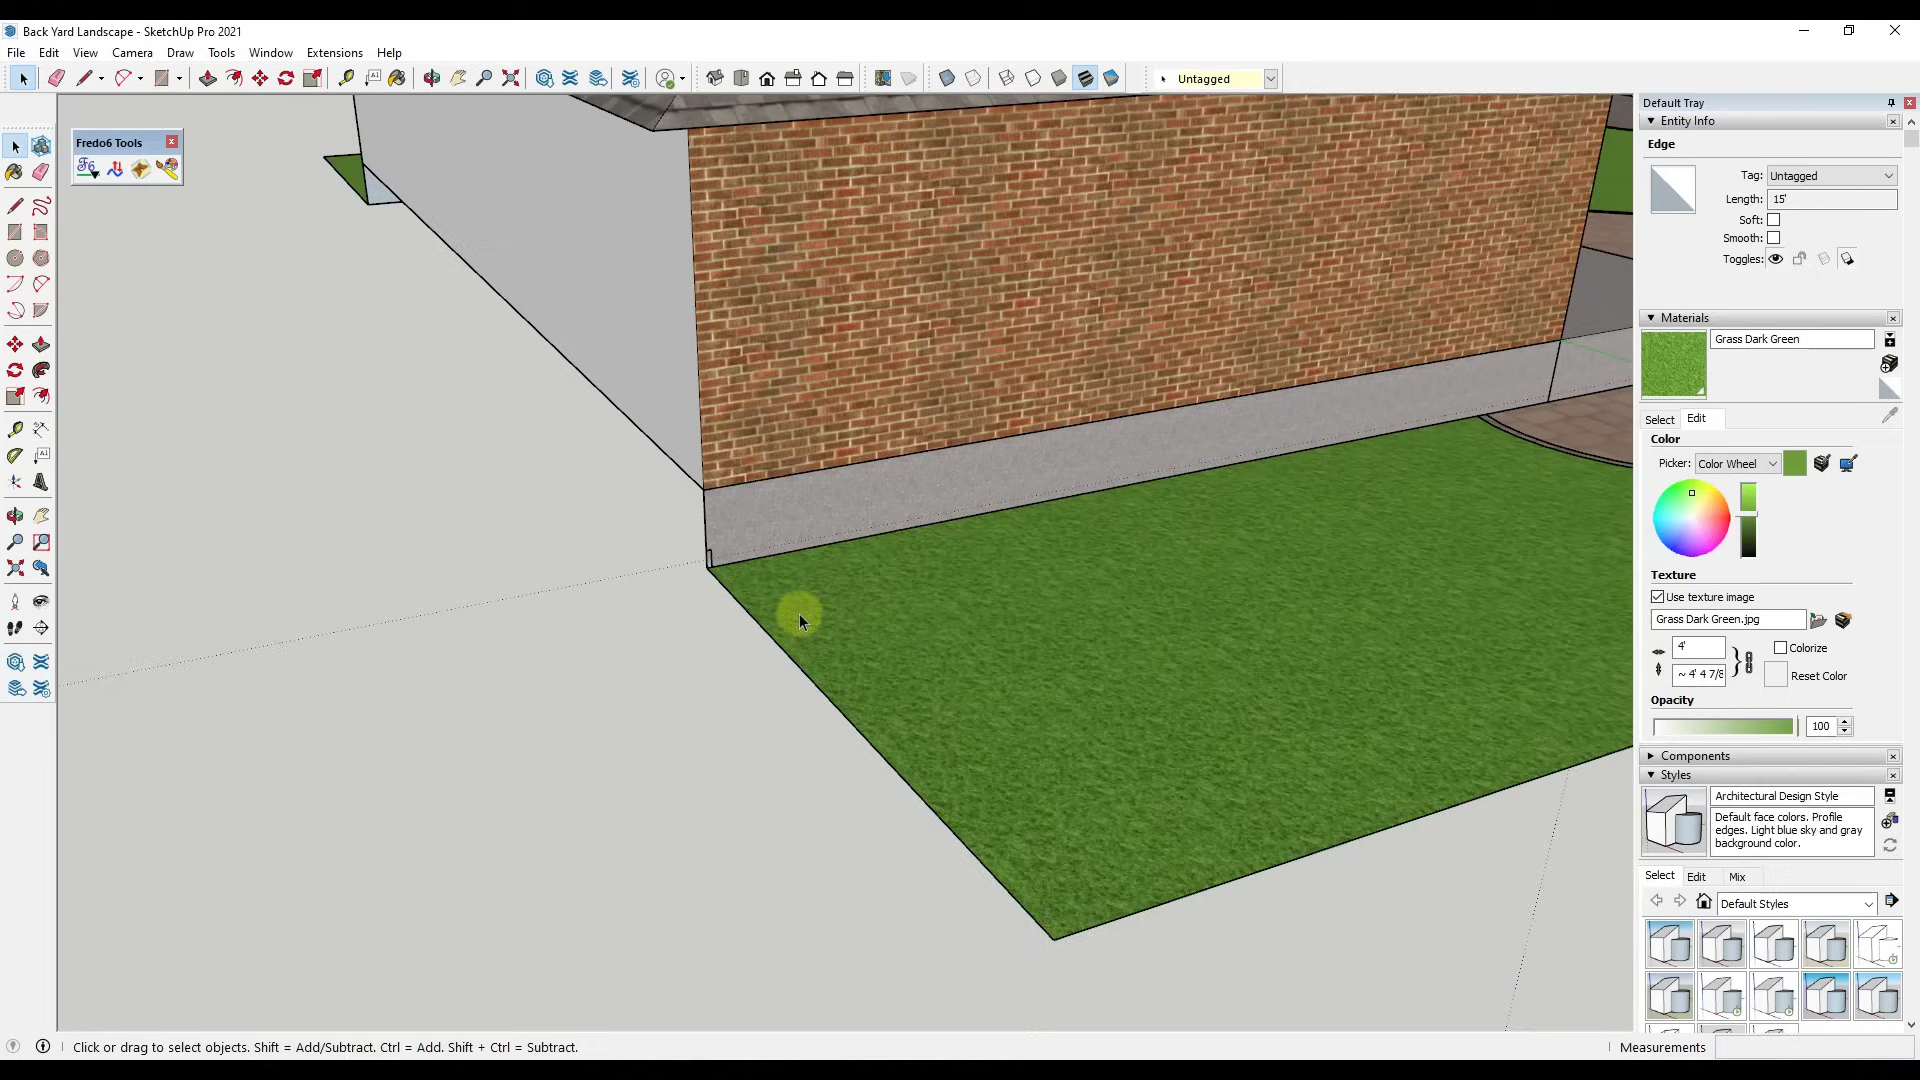 Back Yard Landscape - SketchUp Pro 2021
File Edit View Camera Draw Tools Window Extensions Help
Untagged
Fredo6 Tools
Default Tray
Entity Info
Edge
Tag: Untagged
Length: 15'
Soft:
Smooth:
Toggles:
Materials
Grass Dark Green
Select Edit
Color
Picker: Color Wheel
Texture
Use texture image
Grass Dark Green.jpg
4'
Colorize
~ 4' 4 7/8
Reset Color
Opacity
100
Components
Styles
Architectural Design Style
Default face colors. Profile
edges. Light blue sky and gray
background color.
Select Edit Mix
Default Styles
Click or drag to select objects. Shift = Add/Subtract. Ctrl = Add. Shift + Ctrl = Subtract.
Measurements